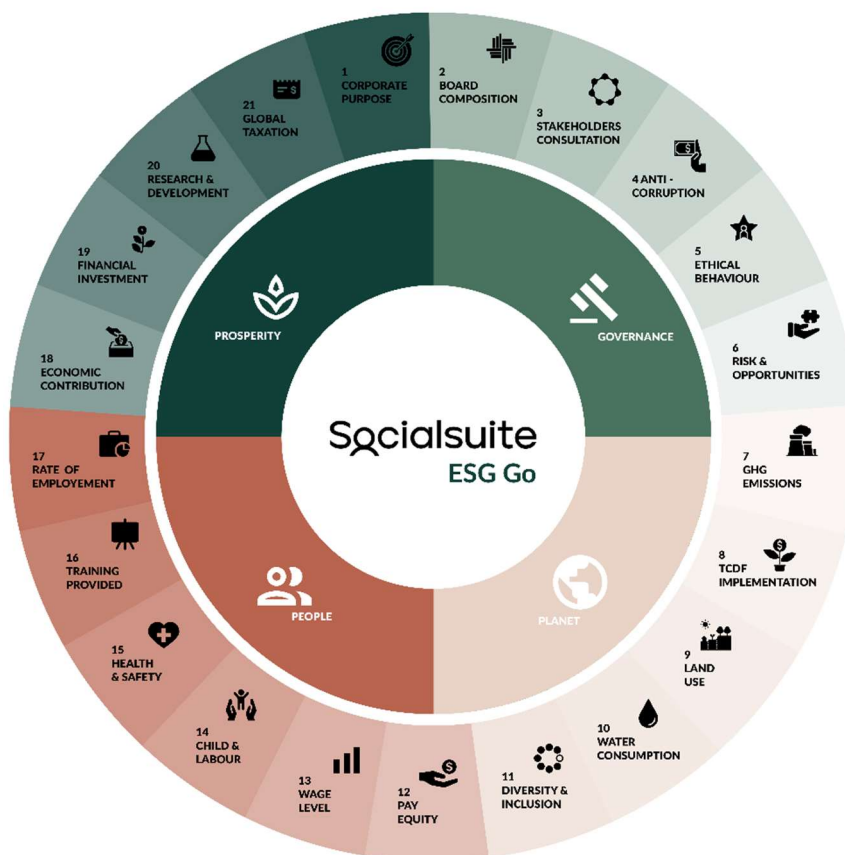 1
CORPORATE
PURPOSE
2
BOARD
COMPOSITION
3
STAKEHOLDERS
CONSULTATION
4 ANTI -
CORRUPTION
5
ETHICAL
BEHAVIOUR
6
RISK &
OPPORTUNITIES
7
GHG
EMISSIONS
8
TCDF
IMPLEMENTATION
9
LAND
USE
10
WATER
CONSUMPTION
11
DIVERSITY &
INCLUSION
12
PAY
EQUITY
13
WAGE
LEVEL
14
CHILD &
LABOUR
15
HEALTH
& SAFETY
16
TRAINING
PROVIDED
17
RATE OF
EMPLOYEMENT
18
ECONOMIC
CONTRIBUTION
19
FINANCIAL
INVESTMENT
20
RESEARCH &
DEVELOPMENT
21
GLOBAL
TAXATION
PROSPERITY
GOVERNANCE
PEOPLE
PLANET
Socialsuite
ESG Go